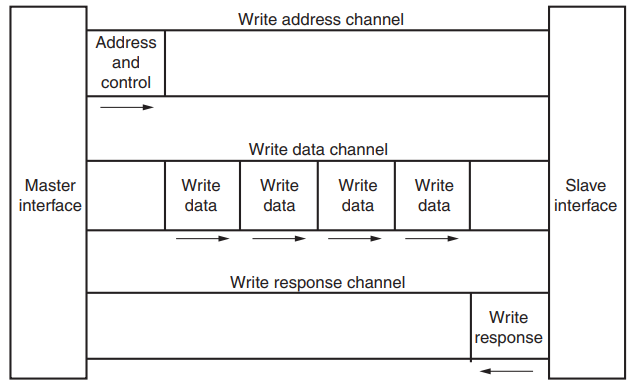 Write address channel
Address
and
control
Write data channel
Master
interface
Write
data
Write
data
Write
data
Write
data
Slave
interface
Write response channel
Write
response